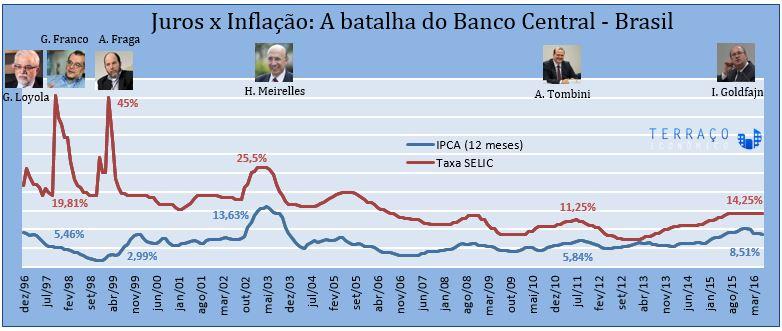 Juros x Inflação: A batalha do Banco Central - Brasil
G. Franco
A. Fraga
G. Loyola
H. Meirelles
A. Tombini
I. Goldfajn
45%
IPCA (12 meses)
Taxa SELIC
TERRAÇO
ECONÔMICO
25,5%
19,81%
13,63%
11,25%
14,25%
5,46%
2,99%
5,84%
8,51%
dez/96
jul/97
fev/98
set/98
abr/99
nov/99
jun/00
jan/01
ago/01
mar/02
out/02
mai/03
dez/03
jul/04
fev/05
set/05
abr/06
nov/06
jun/07
jan/08
ago/08
mar/09
out/09
mai/10
dez/10
jul/11
fev/12
set/12
abr/13
nov/13
jun/14
jan/15
ago/15
mar/16